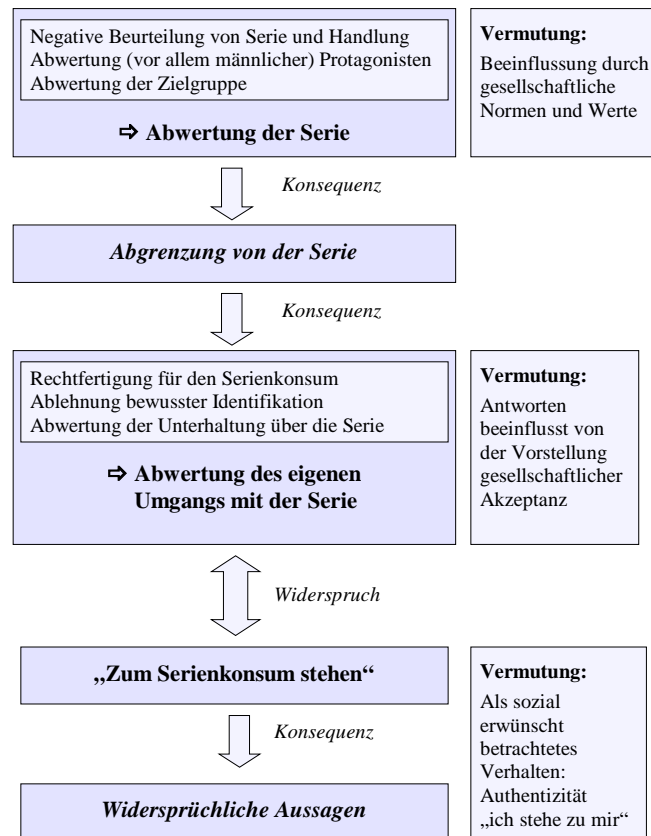 Negative Beurteilung von Serie und Handlung
Abwertung (vor allem männlicher) Protagonisten
Abwertung der Zielgruppe
⇨ Abwertung der Serie
Vermutung:
Beeinflussung durch
gesellschaftliche
Normen und Werte
Konsequenz
Abgrenzung von der Serie
Konsequenz
Rechtfertigung für den Serienkonsum
Ablehnung bewusster Identifikation
Abwertung der Unterhaltung über die Serie
⇨ Abwertung des eigenen
Umgangs mit der Serie
Vermutung:
Antworten
beeinflusst von
der Vorstellung
gesellschaftlicher
Akzeptanz
Widerspruch
„Zum Serienkonsum stehen“
Vermutung:
Als sozial
erwünscht
betrachtetes
Verhalten:
Authentizität
„ich stehe zu mir“
Konsequenz
Widersprüchliche Aussagen